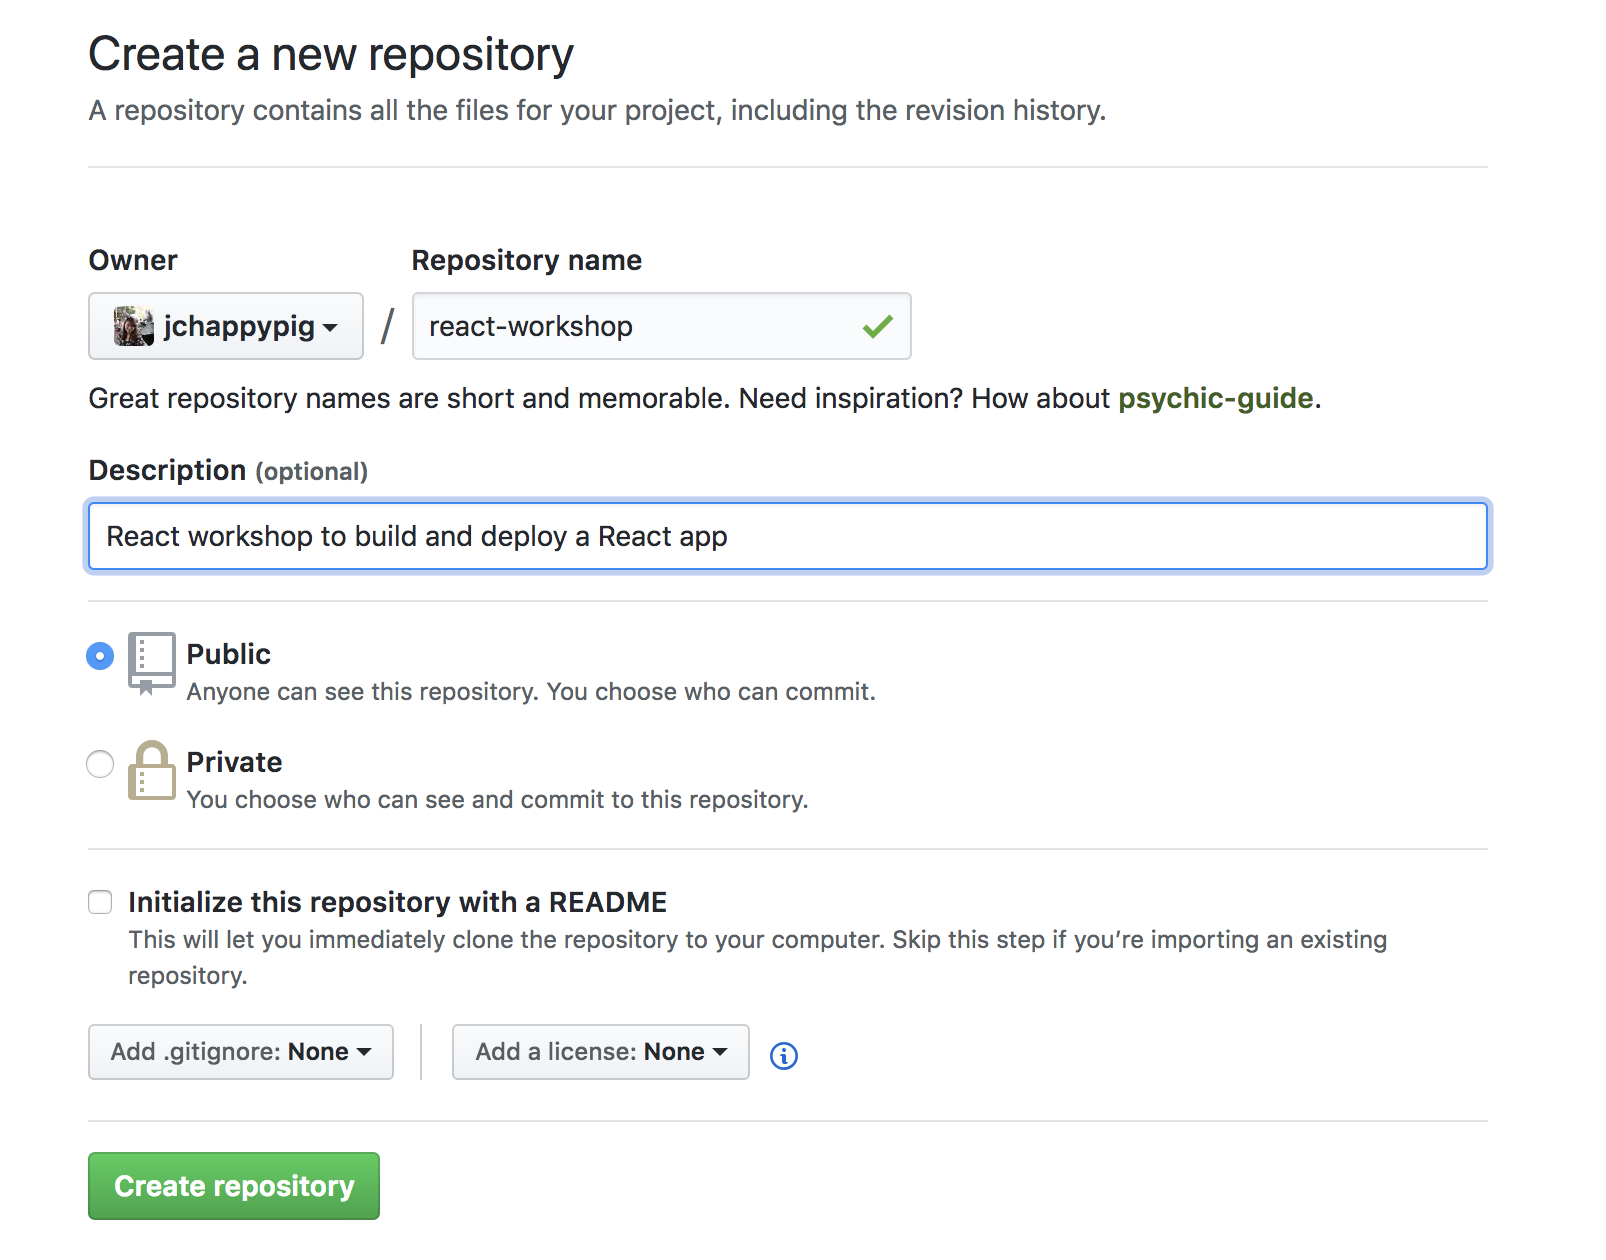 Create a new repository
A repository contains all the files for your project, including the revision history.
Owner
Repository name
jchappypig
/
react-workshop
Great repository names are short and memorable. Need inspiration? How about psychic-guide.
Description (optional)
React workshop to build and deploy a React app
Public
Anyone can see this repository. You choose who can commit.
Private
You choose who can see and commit to this repository.
Initialize this repository with a README
This will let you immediately clone the repository to your computer. Skip this step if you’re importing an existing
repository.
Add .gitignore: None
Add a license: None
Create repository